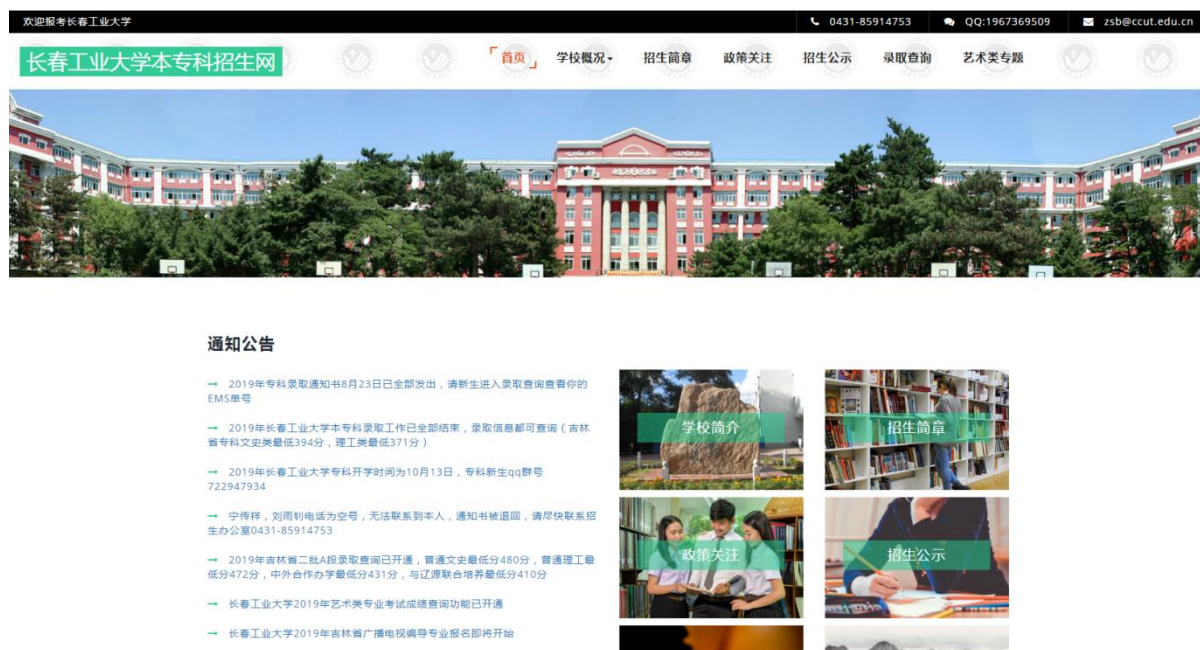 欢迎报考长春工业大学
0431-85914753
QQ:1967369509
zsb@ccut.edu.cn
长春工业大学本专科招生网
首页
学校概况
招生简章
政策关注
招生公示
录取查询
艺术类专题
通知公告
→ 2019年专科录取通知书8月23日已全部发出，请新生进入录取查询查看你的
EMS单号
→ 2019年长春工业大学本专科录取工作已全部结束，录取信息都可查询（吉林
省专科文史类最低394分，理工类最低371分）
→ 2019年长春工业大学专科开学时间为10月13日，专科新生qq群号
722947934
→ 宁传祥，刘雨钊电话为空号，无法联系到本人，通知书被退回，请尽快联系招
生办公室0431-85914753
→ 2019年吉林省二批A段录取查询已开通，普通文史最低分480分，普通理工最
低分472分，中外合作办学最低分431分，与辽源联合培养最低分410分
→ 长春工业大学2019年艺术类专业考试成绩查询功能已开通
→ 长春工业大学2019年吉林省广播电视编导专业报名即将开始
学校简介
招生简章
政策关注
招生公示